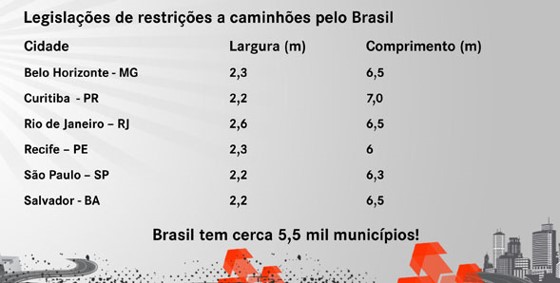 Legislações de restrições a caminhões pelo Brasil
Cidade Largura (m) Comprimento (m)
Belo Horizonte - MG 2,3 6,5
Curitiba - PR 2,2 7,0
Rio de Janeiro – RJ 2,6 6,5
Recife – PE 2,3 6
São Paulo – SP 2,2 6,3
Salvador - BA 2,2 6,5
Brasil tem cerca 5,5 mil municípios!